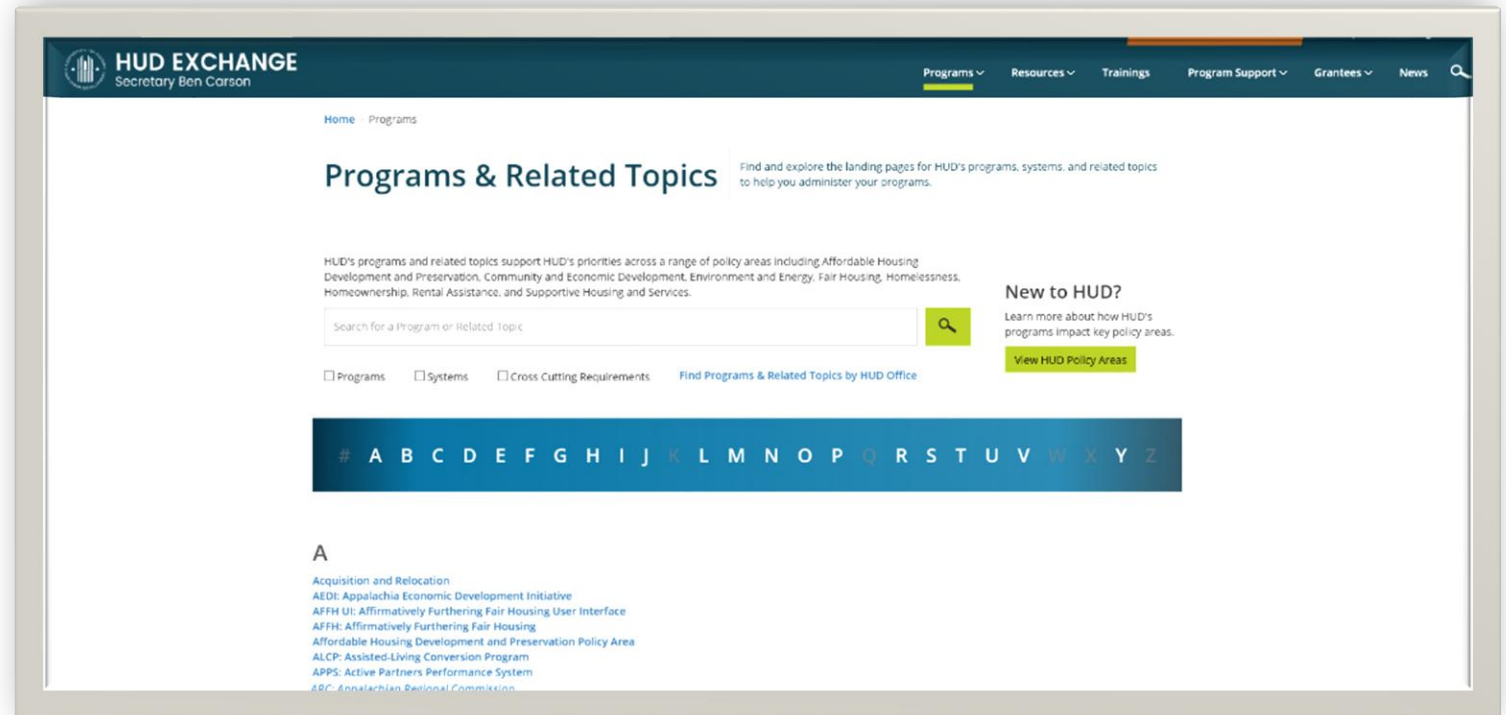 HUD EXCHANGE
Secretary Ben Carson
Programs Resources Trainings Program Support Grantees News
Home Programs
Programs & Related Topics
Find and explore the landing pages for HUD's programs, systems, and related topics
to help you administer your programs.
HUD's programs and related topics support HUD's priorities across a range of policy areas including Affordable Housing
Development and Preservation, Community and Economic Development, Environment and Energy, Fair Housing, Homelessness,
Homeownership, Rental Assistance, and Supportive Housing and Services.
Search for a Program or Related Topic
Programs Systems Cross Cutting Requirements Find Programs & Related Topics by HUD Office
New to HUD?
Learn more about how HUD's
programs impact key policy areas.
View HUD Policy Areas
# A B C D E F G H I J K L M N O P Q R S T U V W X Y Z
A
Acquisition and Relocation
AEDI: Appalachia Economic Development Initiative
AFFH UI: Affirmatively Furthering Fair Housing User Interface
AFFH: Affirmatively Furthering Fair Housing
Affordable Housing Development and Preservation Policy Area
ALCP: Assisted-Living Conversion Program
APPS: Active Partners Performance System
ARC: Appalachian Regional Commission